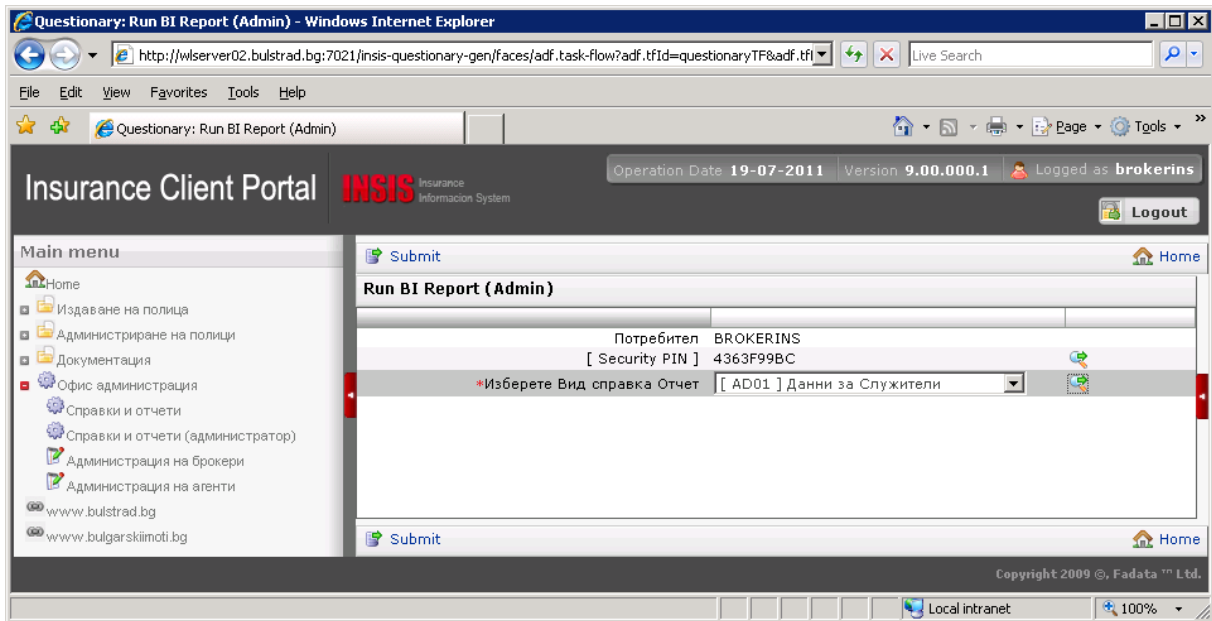 Questionary: Run BI Report (Admin) - Windows Internet Explorer
http://wlserver02.bulstrad.bg:7021/insis-questionary-gen/faces/adf.task-flow?adf.tfId=questionaryTF&adf.tfl
Live Search
File Edit View Favorites Tools Help
Questionary: Run BI Report (Admin)
Page Tools »
Insurance Client Portal
INSIS Insurance
Informacion System
Operation Date 19-07-2011 Version 9.00.000.1 Logged as brokerins
Logout
Main menu
Home
Издаване на полица
Администриране на полици
Документация
Офис администрация
Справки и отчети
Справки и отчети (администратор)
Администрация на брокери
Администрация на агенти
www.bulstrad.bg
www.bulgarskiimoti.bg
Submit Home
Run BI Report (Admin)
Потребител BROKERINS
[ Security PIN ] 4363F99BC
*Изберете Вид справка Отчет [ AD01 ] Данни за Служители
Submit Home
Copyright 2009 ©, Fadata ™ Ltd.
Local intranet 100%